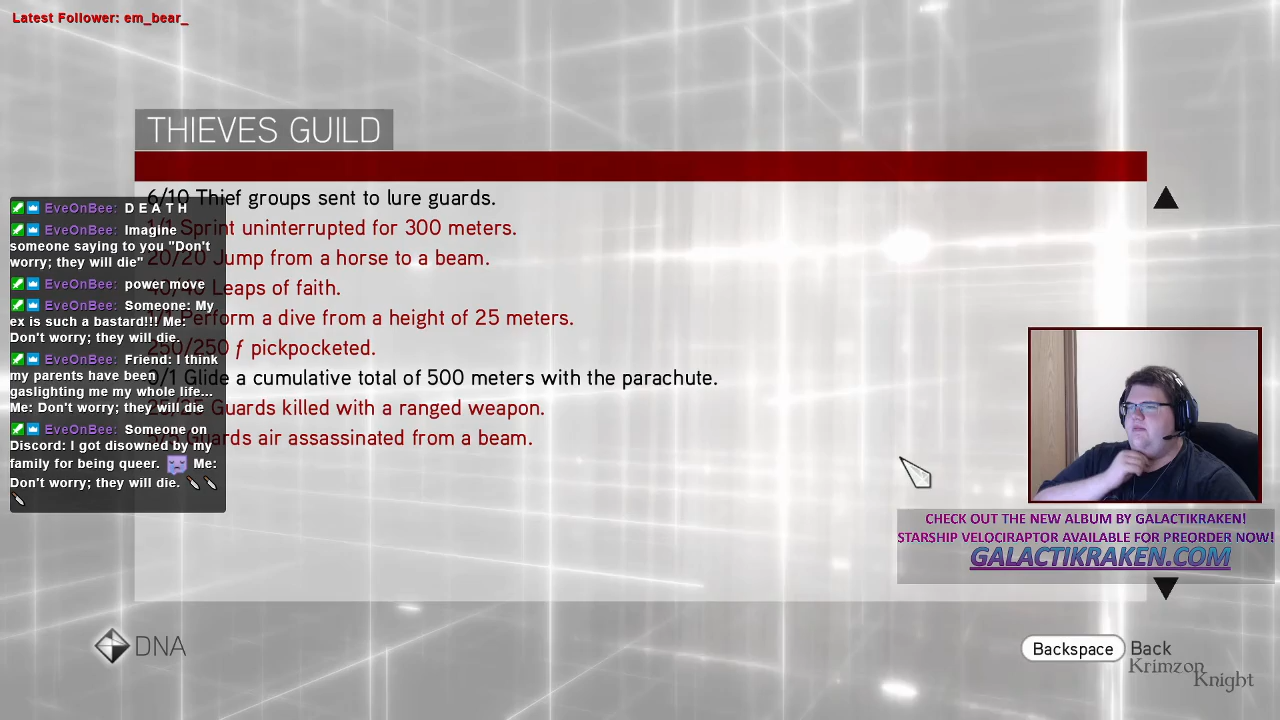 Latest Follower: em_bear_
THIEVES GUILD
6/10 Thief groups sent to lure guards.
Sprint uninterrupted for 300 meters.
20/20 Jump from a horse to a beam.
Leaps of faith.
Perform a dive from a height of 25 meters.
250/250 ƒ pickpocketed.
/1 Glide a cumulative total of 500 meters with the parachute.
Guards killed with a ranged weapon.
Guards air assassinated from a beam.
EveOnBee: D E A T H
EveOnBee: Imagine
someone saying to you "Don't
worry; they will die"
EveOnBee: power move
EveOnBee: Someone: My
ex is such a bastard!!! Me:
Don't worry; they will die.
EveOnBee: Friend: I think
my parents have been
gaslighting me my whole life...
Me: Don't worry; they will die
EveOnBee: Someone on
Discord: I got disowned by my
family for being queer. Me:
Don't worry; they will die.
CHECK OUT THE NEW ALBUM BY GALACTIKRAKEN!
STARSHIP VELOCIRAPTOR AVAILABLE FOR PREORDER NOW!
GALACTIKRAKEN.COM
DNA
Backspace Back
Krimzon
Knight